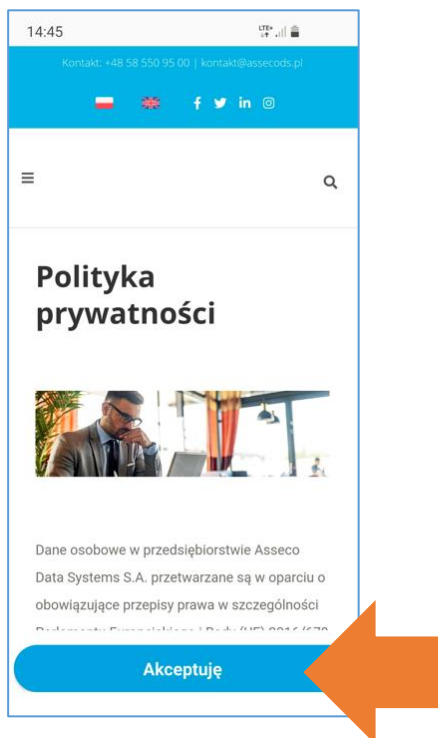 14:45 LTE+
Kontakt: +48 58 550 95 00 | kontakt@assecods.pl
Polityka
prywatności
Dane osobowe w przedsiębiorstwie Asseco
Data Systems S.A. przetwarzane są w oparciu o
obowiązujące przepisy prawa w szczególności
Akceptuję